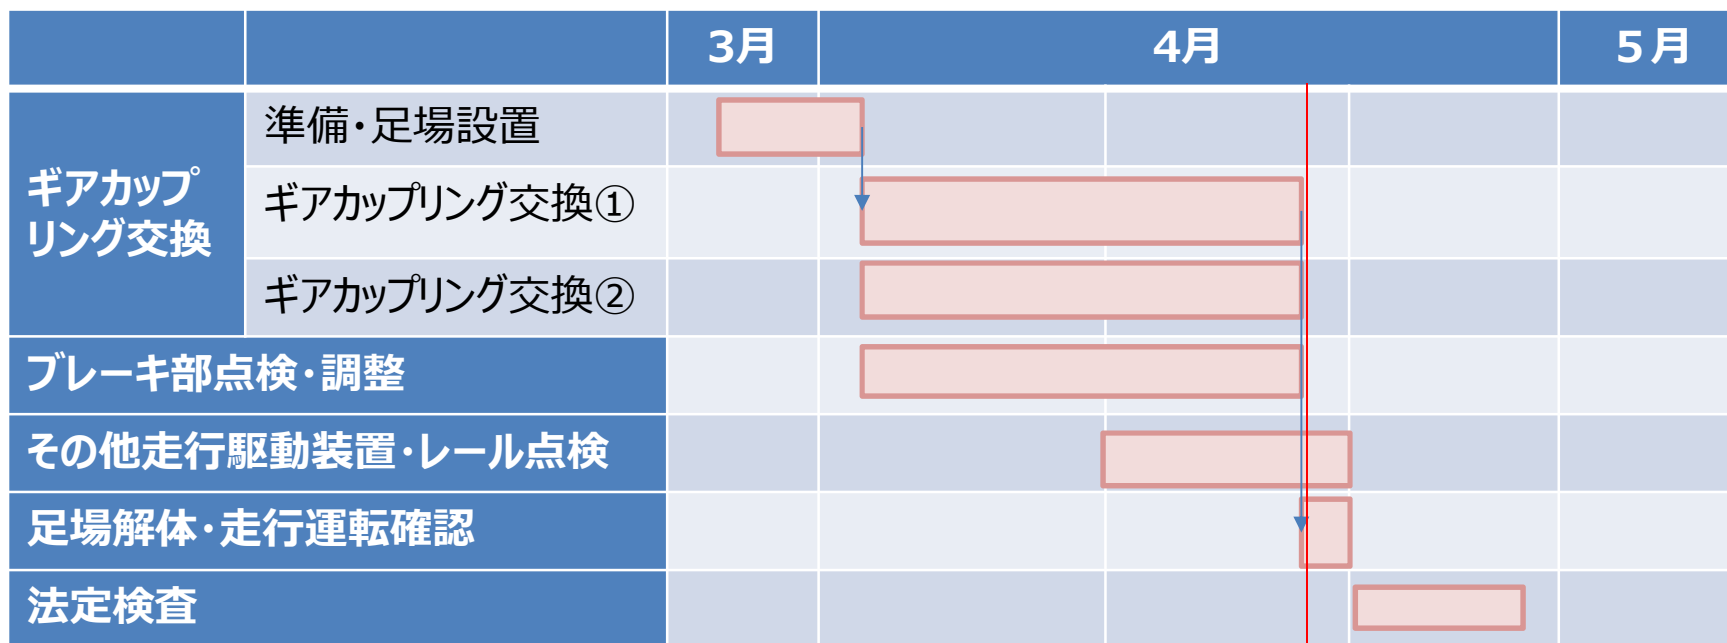 3月 4月 5月
準備・足場設置
ギアカップ
リング交換
ギアカップリング交換①
ギアカップリング交換②
ブレーキ部点検・調整
その他走行駆動装置・レール点検
足場解体・走行運転確認
法定検査